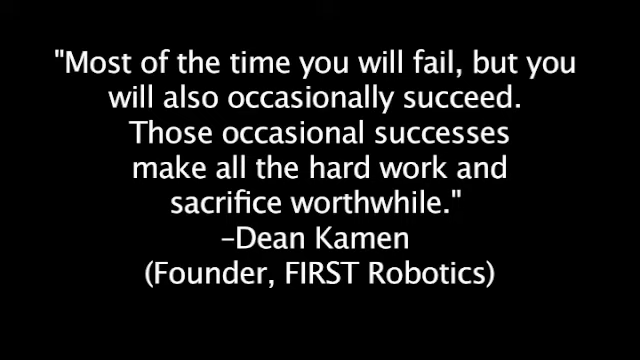 "Most of the time you will fail, but you
will also occasionally succeed.
Those occasional successes
make all the hard work and
sacrifice worthwhile."
–Dean Kamen
(Founder, FIRST Robotics)